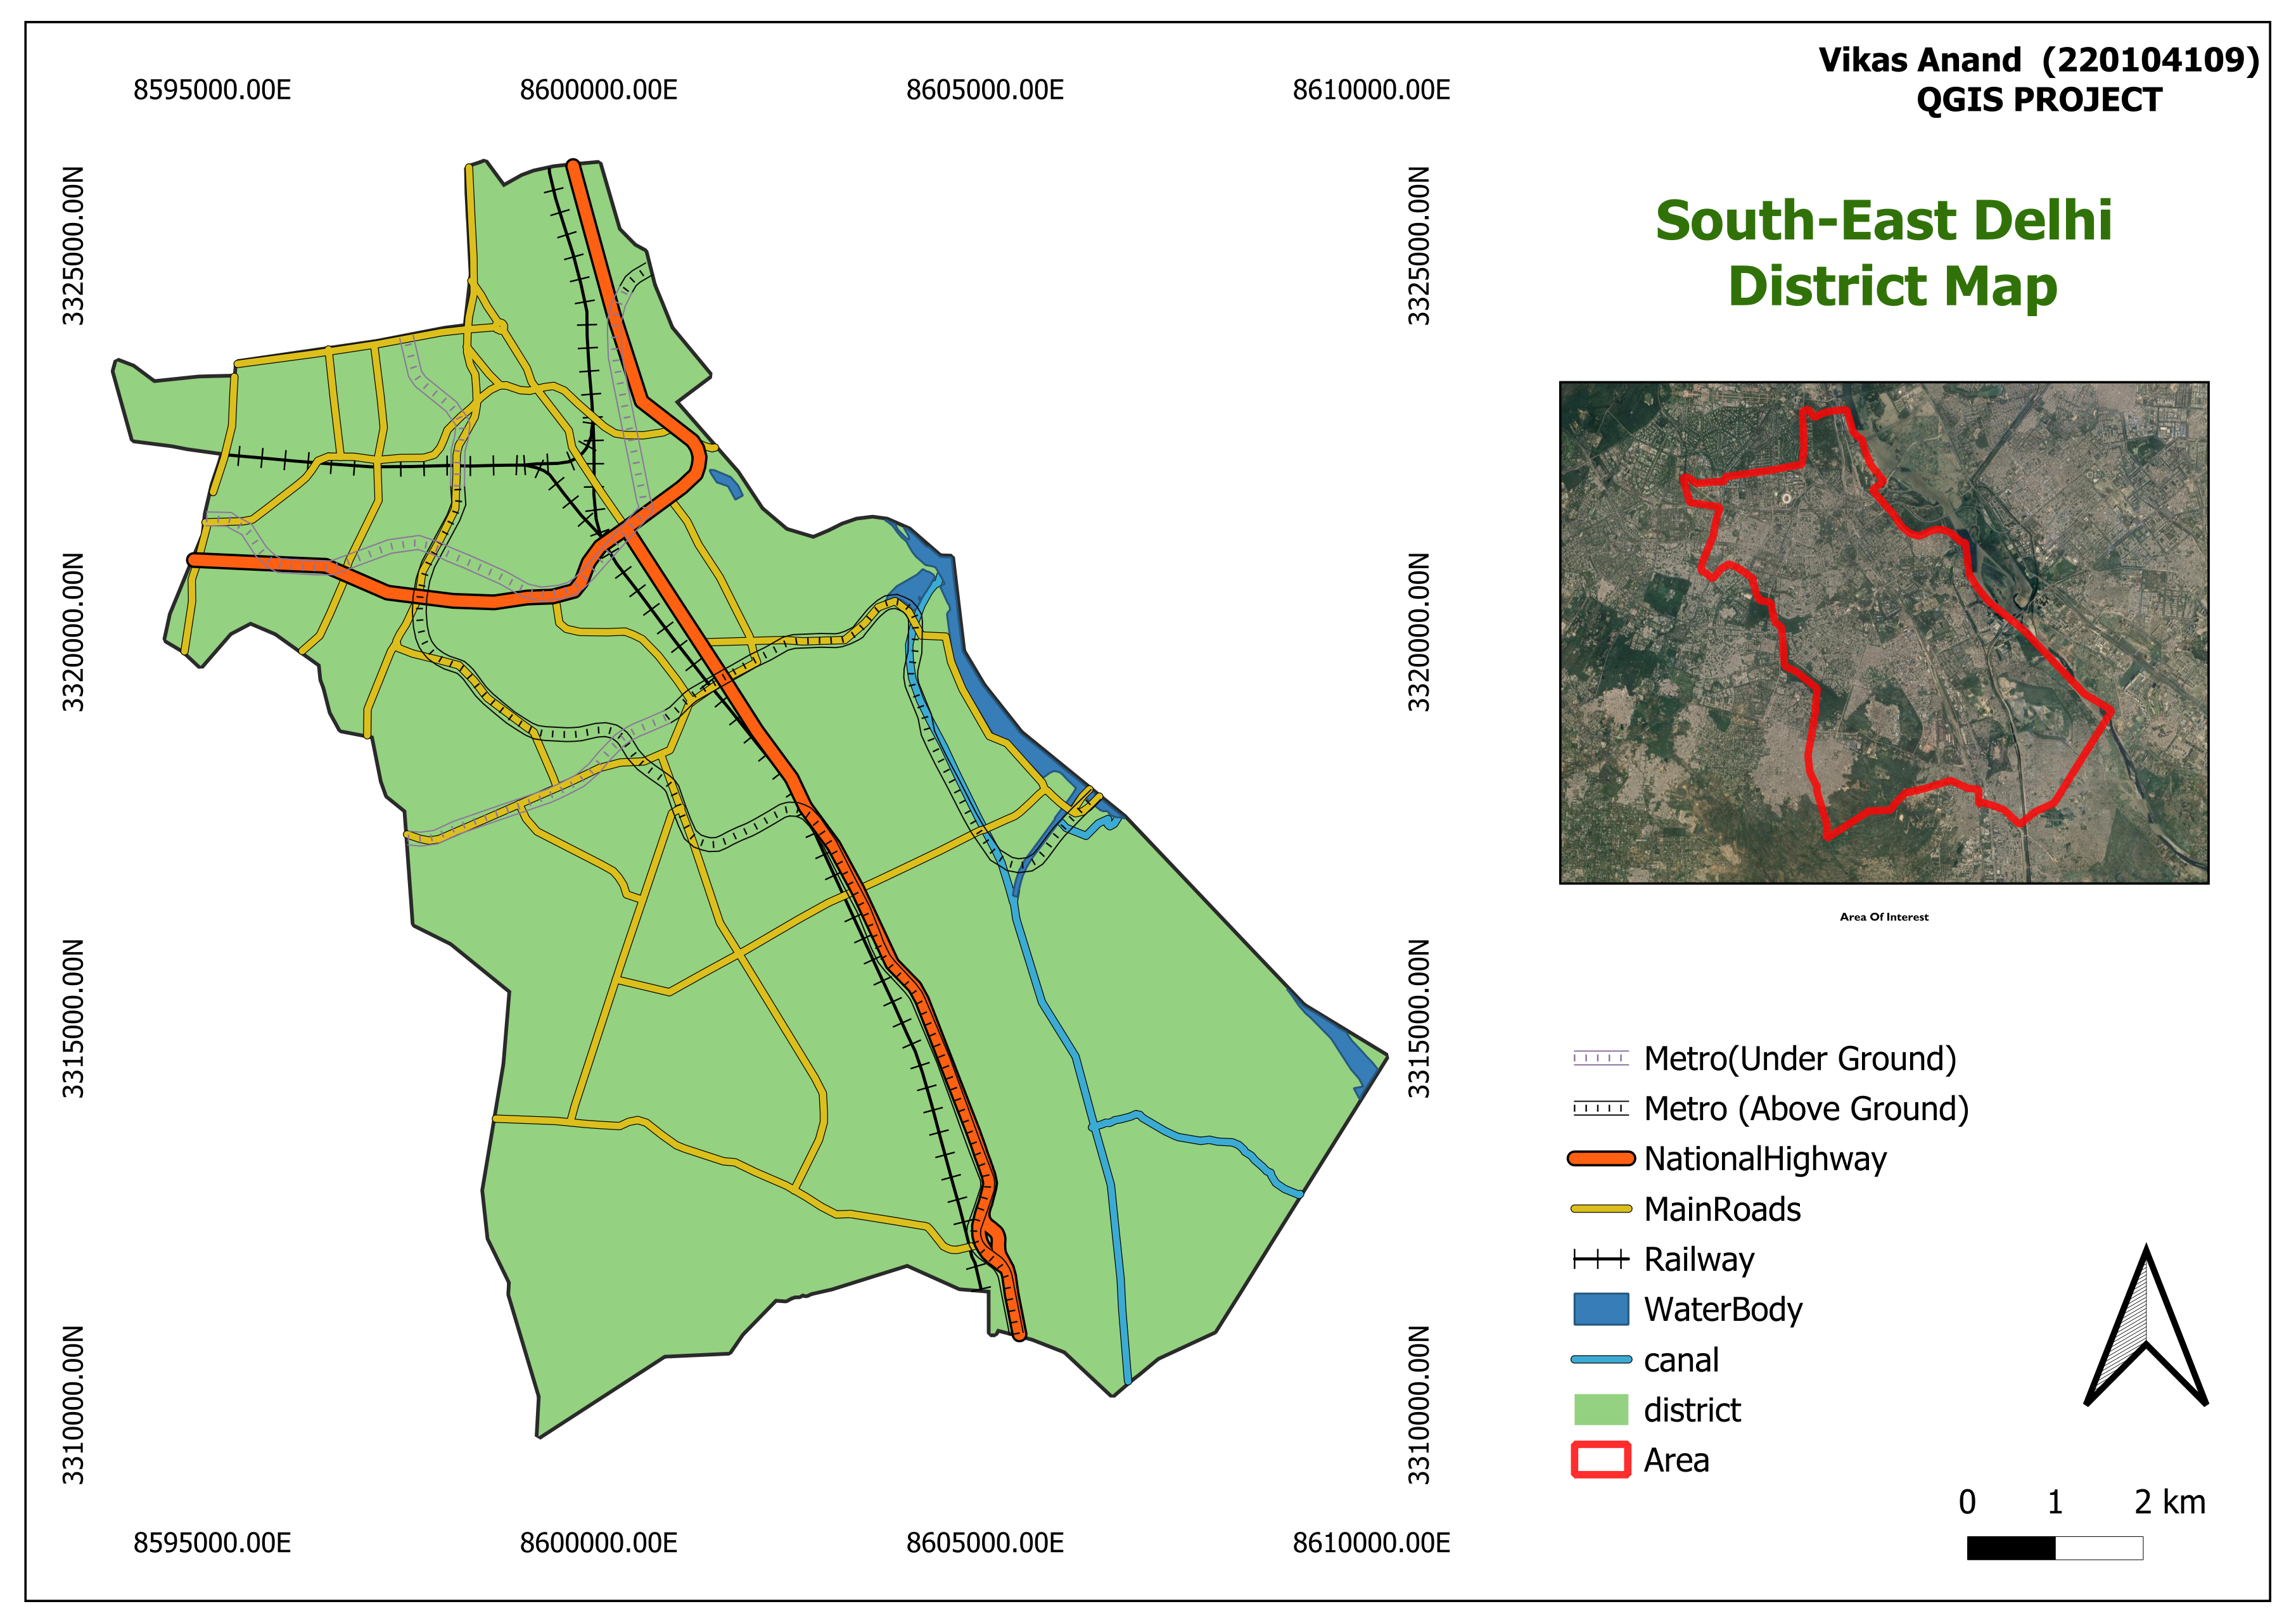 Vikas Anand  (220104109)
QGIS PROJECT
8595000.00E 8600000.00E 8605000.00E 8610000.00E
3325000.00N 3325000.00N
South-East Delhi
District Map
3320000.00N 3320000.00N
Area Of Interest
3315000.00N 3315000.00N
Metro(Under Ground)
Metro (Above Ground)
NationalHighway
MainRoads
Railway
WaterBody
canal
district
Area
3310000.00N 3310000.00N
0 1 2 km
8595000.00E 8600000.00E 8605000.00E 8610000.00E